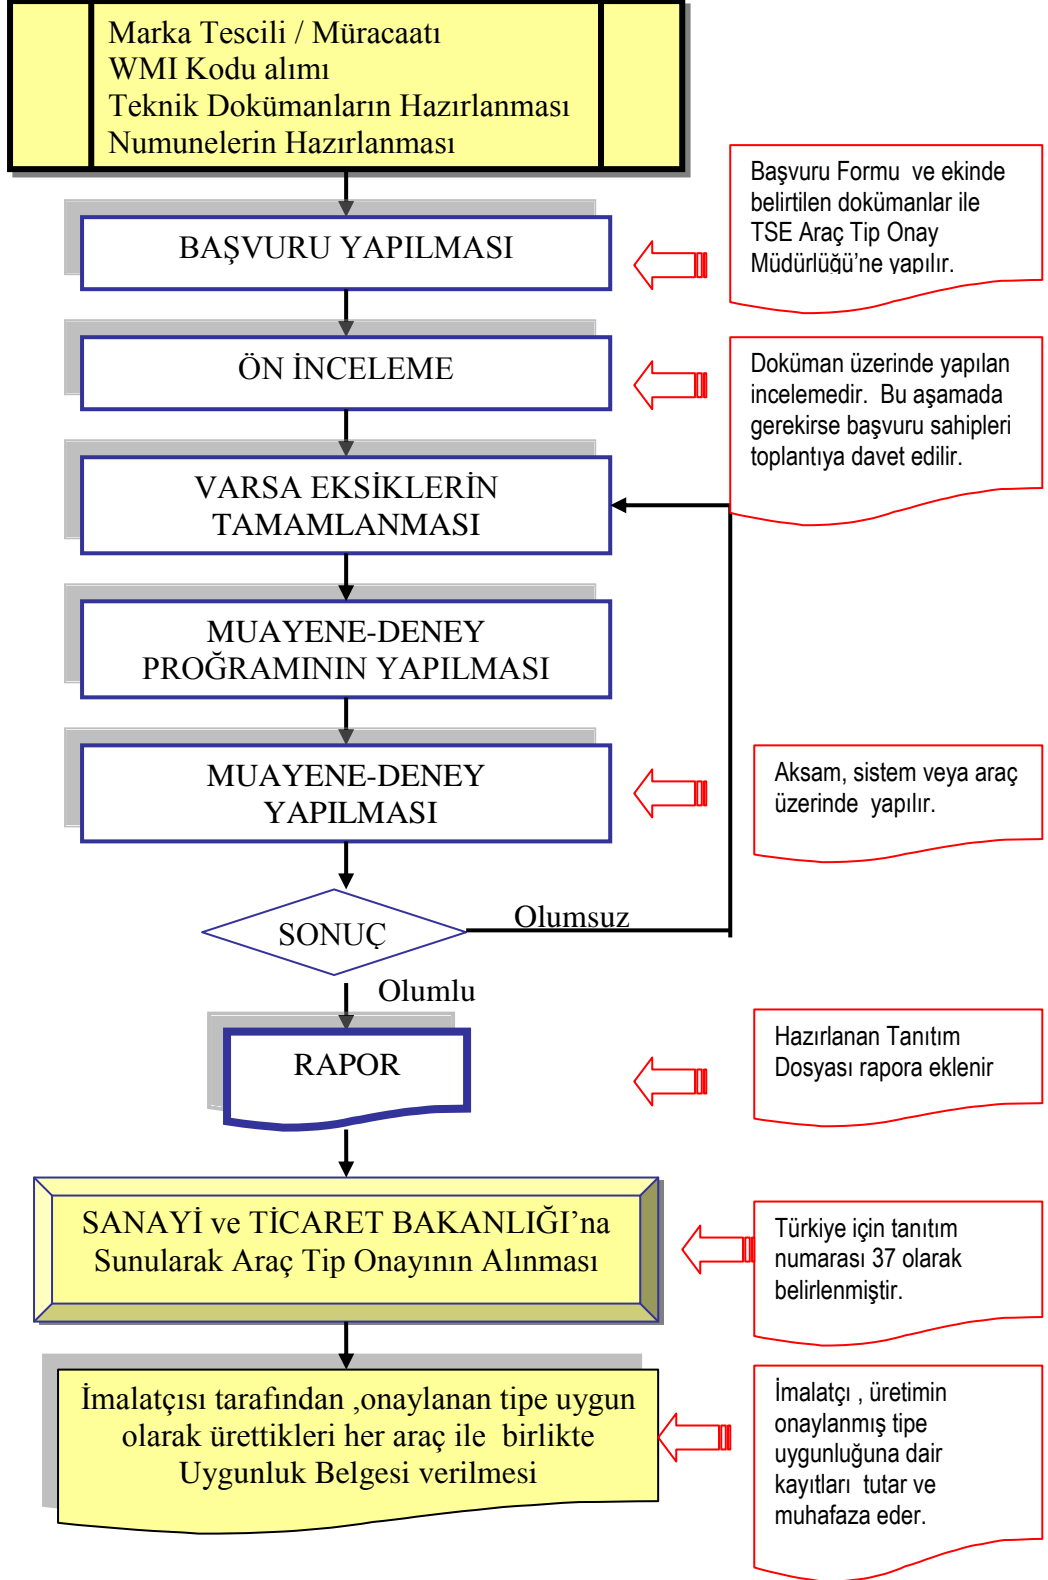 Marka Tescili / Müracaatı
WMI Kodu alımı
Teknik Dokümanların Hazırlanması
Numunelerin Hazırlanması
Başvuru Formu ve ekinde
belirtilen dokümanlar ile
TSE Araç Tip Onay
Müdürlüğü’ne yapılır.
BAŞVURU YAPILMASI
ÖN İNCELEME
Doküman üzerinde yapılan
incelemedir. Bu aşamada
gerekirse başvuru sahipleri
toplantıya davet edilir.
VARSA EKSİKLERİN
TAMAMLANMASI
MUAYENE-DENEY
PROĞRAMININ YAPILMASI
MUAYENE-DENEY
YAPILMASI
Aksam, sistem veya araç
üzerinde yapılır.
SONUÇ
Olumsuz
Olumlu
RAPOR
Hazırlanan Tanıtım
Dosyası rapora eklenir
SANAYİ ve TİCARET BAKANLIĞI’na
Sunularak Araç Tip Onayının Alınması
Türkiye için tanıtım
numarası 37 olarak
belirlenmiştir.
İmalatçısı tarafından ,onaylanan tipe uygun
olarak ürettikleri her araç ile birlikte
Uygunluk Belgesi verilmesi
İmalatçı , üretimin
onaylanmış tipe
uygunluğuna dair
kayıtları tutar ve
muhafaza eder.